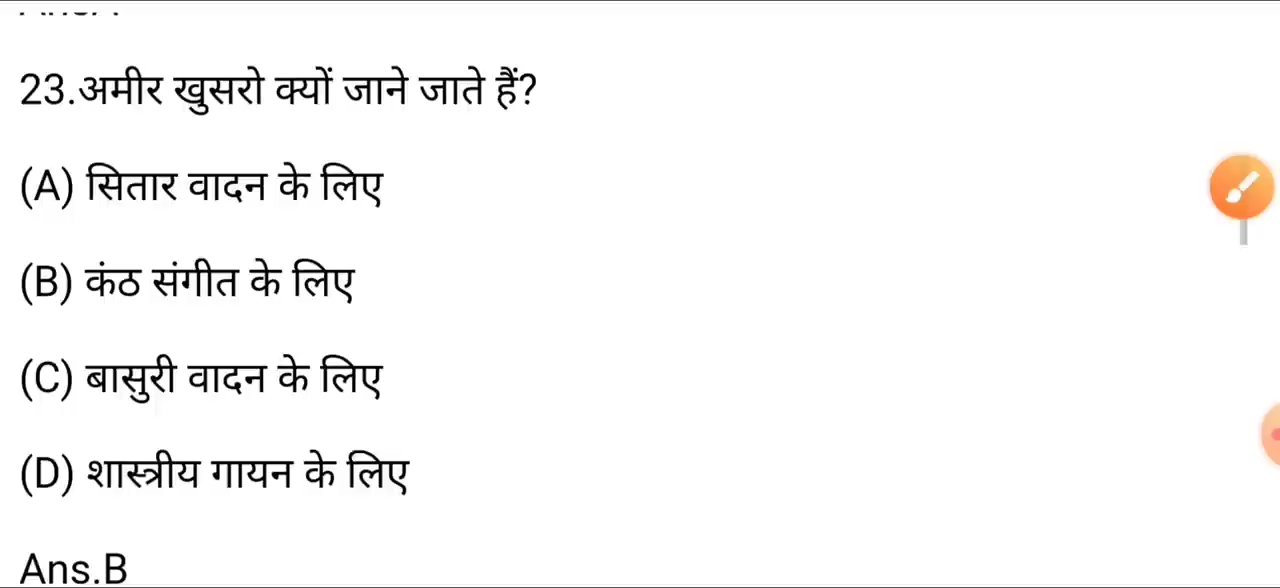 23.अमीर खुसरो क्यों जाने जाते हैं?
(A) सितार वादन के लिए
(B) कंठ संगीत के लिए
(C) बासुरी वादन के लिए
(D) शास्त्रीय गायन के लिए
Ans.B